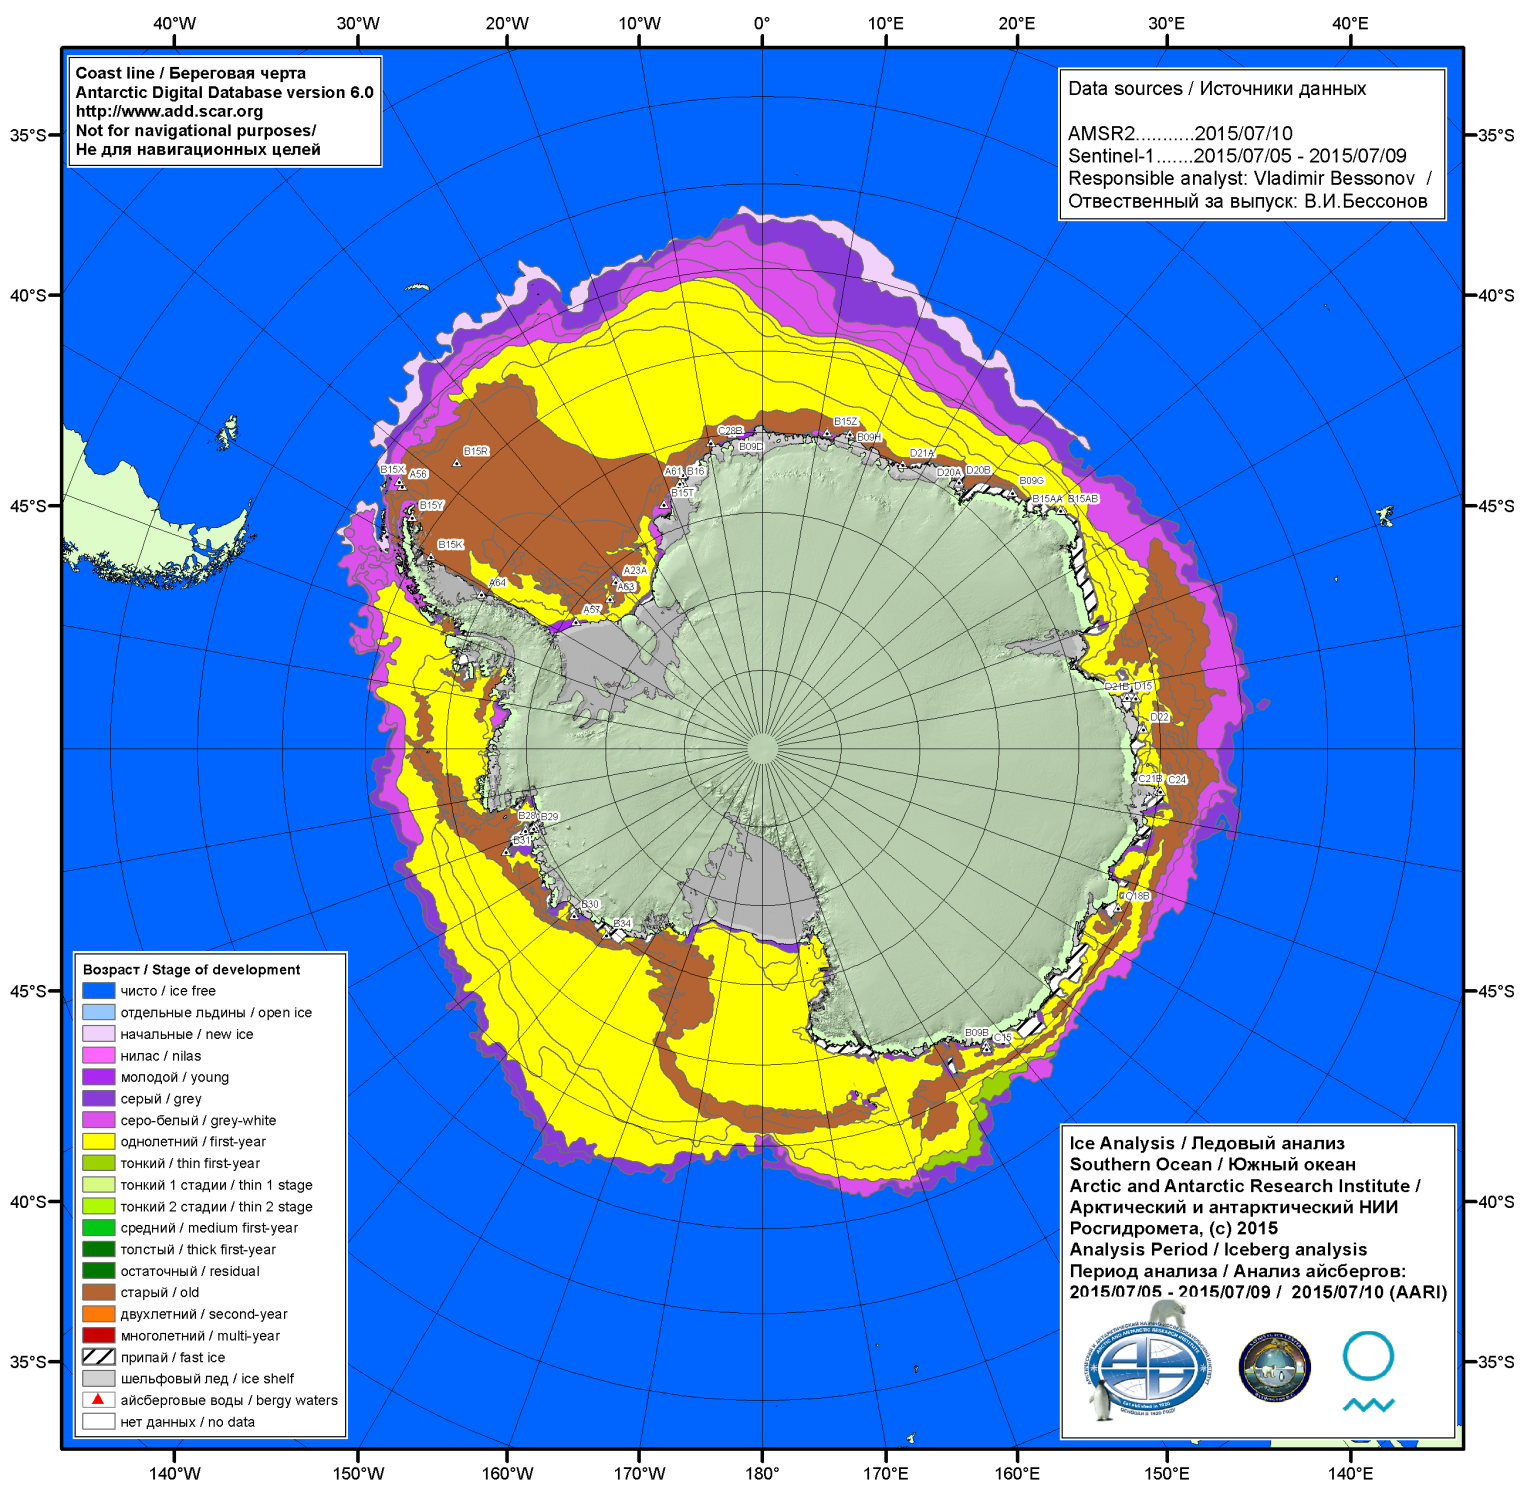 40°W
30°W
20°W
10°W
0°
10°E
20°E
30°E
40°E
Coast line / Береговая черта
Antarctic Digital Database version 6.0
http://www.add.scar.org
Not for navigational purposes/
Не для навигационных целей
Data sources / Источники данных
AMSR2...........2015/07/10
Sentinel-1.......2015/07/05 - 2015/07/09
Responsible analyst: Vladimir Bessonov /
Отвественный за выпуск: В.И.Бессонов
35°S
35°S
40°S
40°S
45°S
45°S
C28B
B09D
B15Z
B09H
D21A
D20A
D20B
B09G
B15AA
B15AB
A61
B16
B15T
B15R
B15X
A56
B15Y
B15K
A64
A23A
A63
A57
D21B
D15
D22
C21B
C24
C18B
B28
B29
B31
B30
B34
B09B
C15
45°S
45°S
40°S
40°S
35°S
35°S
Возраст / Stage of development
чисто / ice free
отдельные льдины / open ice
начальные / new ice
нилас / nilas
молодой / young
серый / grey
серо-белый / grey-white
однолетний / first-year
тонкий / thin first-year
тонкий 1 стадии / thin 1 stage
тонкий 2 стадии / thin 2 stage
средний / medium first-year
толстый / thick first-year
остаточный / residual
старый / old
двухлетний / second-year
многолетний / multi-year
припай / fast ice
шельфовый лед / ice shelf
айсберговые воды / bergy waters
нет данных / no data
Ice Analysis / Ледовый анализ
Southern Ocean / Южный океан
Arctic and Antarctic Research Institute /
Арктический и антарктический НИИ
Росгидромета, (c) 2015
Analysis Period / Iceberg analysis
Период анализа / Анализ айсбергов:
2015/07/05 - 2015/07/09 / 2015/07/10 (AARI)
140°W
150°W
160°W
170°W
180°
170°E
160°E
150°E
140°E